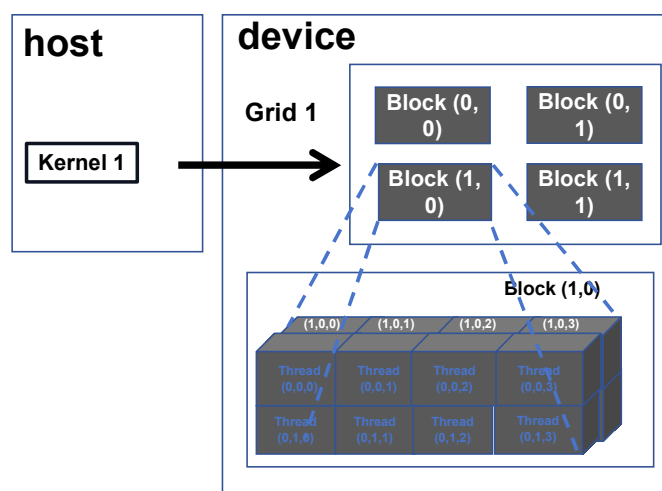 host
device
Grid 1
Block (0,
0)
Block (0,
1)
Kernel 1
Block (1,
0)
Block (1,
1)
Block (1,0)
(1,0,0)
(1,0,1)
(1,0,2)
(1,0,3)
Thread
(0,0,0)
Thread
(0,0,1)
Thread
(0,0,2)
Thread
(0,0,3)
Thread
(0,1,0)
Thread
(0,1,1)
Thread
(0,1,2)
Thread
(0,1,3)